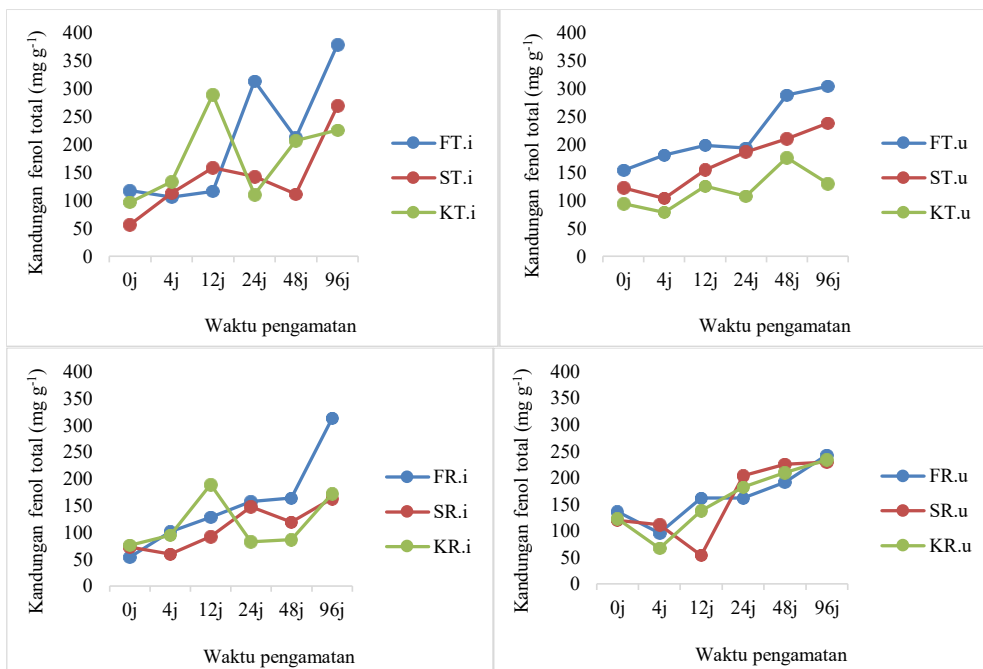 Kandungan fenol total (mg g-1)
400
350
300
250
200
150
100
50
0
0j 4j 12j 24j 48j 96j
Waktu pengamatan
FT.i
ST.i
KT.i
Kandungan fenol total (mg g-1)
400
350
300
250
200
150
100
50
0
0j 4j 12j 24j 48j 96j
Waktu pengamatan
FT.u
ST.u
KT.u
Kandungan fenol total (mg g-1)
400
350
300
250
200
150
100
50
0
0j 4j 12j 24j 48j 96j
Waktu pengamatan
FR.i
SR.i
KR.i
Kandungan fenol total (mg g-1)
400
350
300
250
200
150
100
50
0
0j 4j 12j 24j 48j 96j
Waktu pengamatan
FR.u
SR.u
KR.u